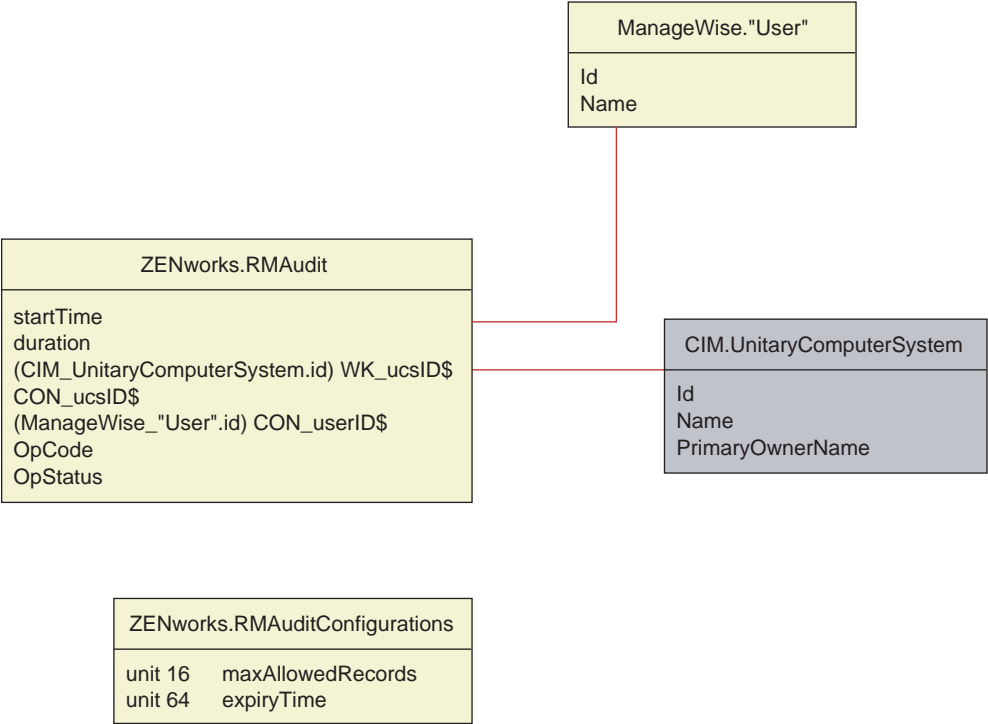 ManageWise."User"
Id
Name
ZENworks.RMAudit
startTime
duration
(CIM_UnitaryComputerSystem.id) WK_ucsID$
CON_ucsID$
(ManageWise_"User".id) CON_userID$
OpCode
OpStatus
CIM.UnitaryComputerSystem
Id
Name
PrimaryOwnerName
ZENworks.RMAuditConfigurations
unit 16 maxAllowedRecords
unit 64 expiryTime